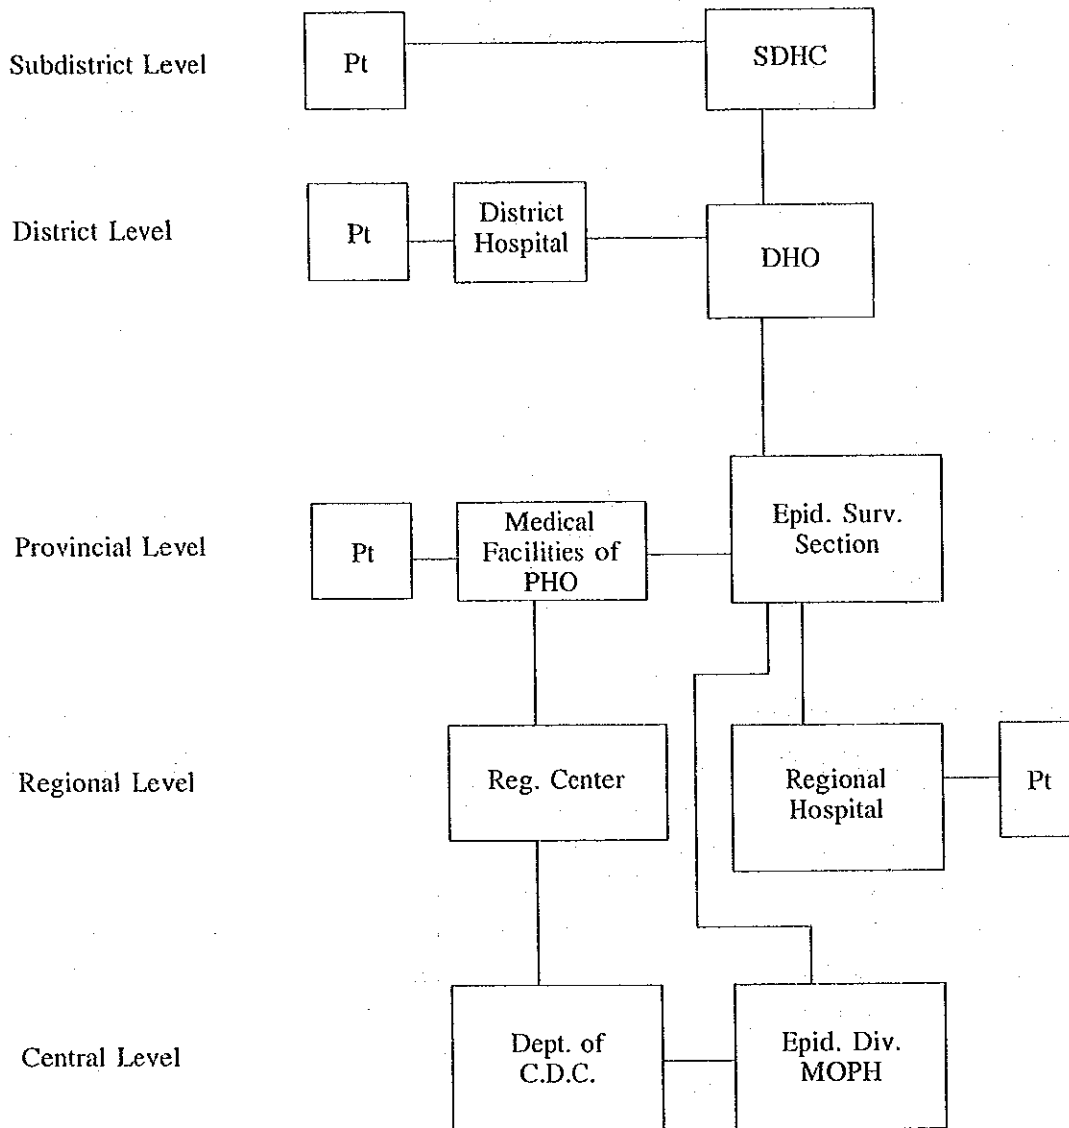 Subdistrict Level
Pt
SDHC
District Level
Pt
District
Hospital
DHO
Provincial Level
Pt
Medical
Facilities of
PHO
Epid. Surv.
Section
Regional Level
Reg. Center
Regional
Hospital
Pt
Central Level
Dept. of
C.D.C.
Epid. Div.
MOPH